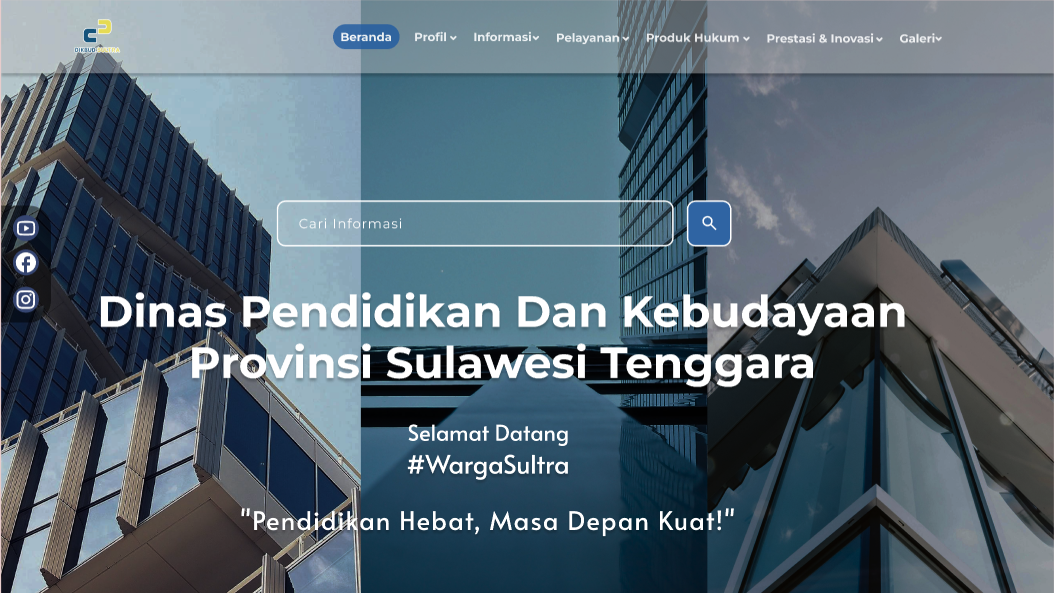 DIKBUD SULTRA
Beranda
Profil
Informasi
Pelayanan
Produk Hukum
Prestasi & Inovasi
Galeri
Cari Informasi
Dinas Pendidikan Dan Kebudayaan
Provinsi Sulawesi Tenggara
Selamat Datang
#WargaSultra
"Pendidikan Hebat, Masa Depan Kuat!"